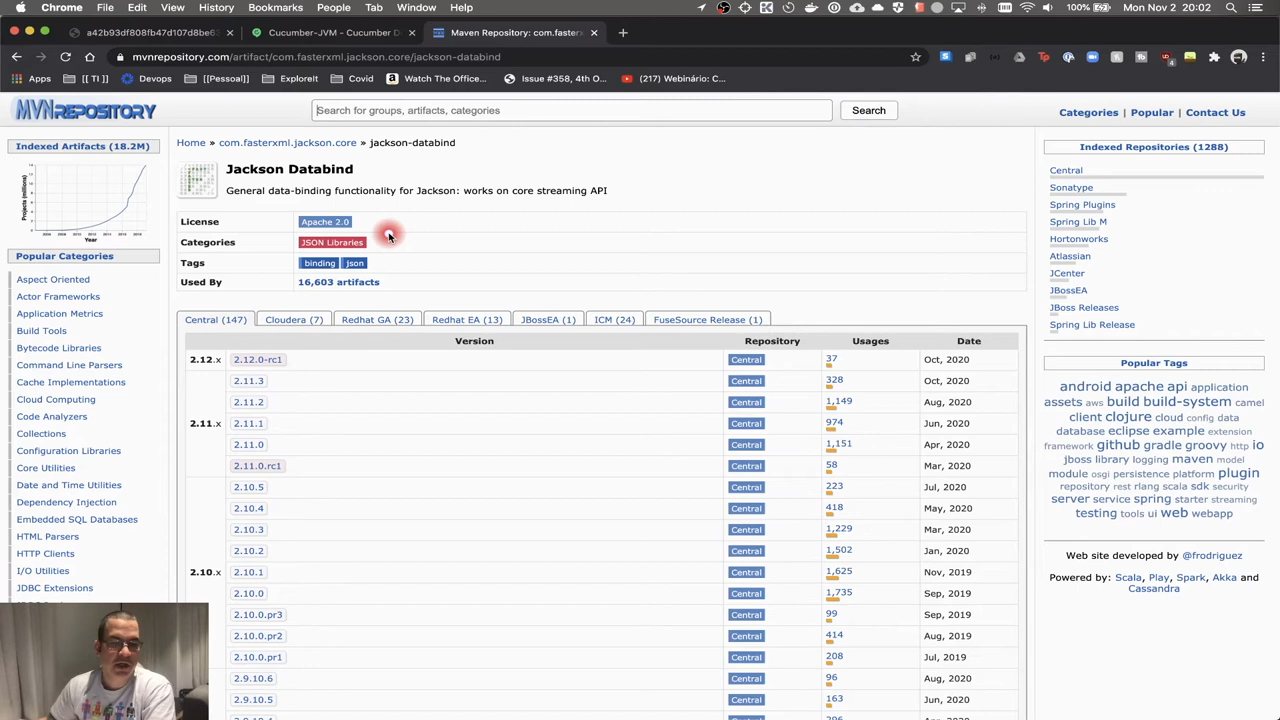 Chrome File Edit View History Bookmarks People Tab Window Help
Mon 2 Nov 20 20:02
a42b93df808fb47d107d8be6
Cucumber-JVM - Cucumber D
Maven Repository: com.fasterx
mvnrepository.com/artifact/com.fasterxml.jackson.core/jackson-databind
Apps
[[ TI ]]
Devops
[[Pessoal]]
ExploreIt
Covid
Watch The Office...
Issue #358, 4th O...
(217) Webinário: C...
MVNREPOSITORY
Search for groups, artifacts, categories
Search
Categories | Popular | Contact Us
Indexed Artifacts (18.2M)
Projects (millions)
Year
Popular Categories
Aspect Oriented
Actor Frameworks
Application Metrics
Build Tools
Bytecode Libraries
Command Line Parsers
Cache Implementations
Cloud Computing
Code Analyzers
Collections
Configuration Libraries
Core Utilities
Date and Time Utilities
Dependency Injection
Embedded SQL Databases
HTML Parsers
HTTP Clients
I/O Utilities
JDBC Extensions
Home » com.fasterxml.jackson.core » jackson-databind
Jackson Databind
General data-binding functionality for Jackson: works on core streaming API
License Apache 2.0
Categories JSON Libraries
Tags binding json
Used By 16,603 artifacts
Central (147)
Cloudera (7)
Redhat GA (23)
Redhat EA (13)
JBossEA (1)
ICM (24)
FuseSource Release (1)
Version Repository Usages Date
2.12.x 2.12.0-rc1 Central 37 Oct, 2020
2.11.3 Central 328 Oct, 2020
2.11.2 Central 1,149 Aug, 2020
2.11.x 2.11.1 Central 974 Jun, 2020
2.11.0 Central 1,151 Apr, 2020
2.11.0.rc1 Central 58 Mar, 2020
2.10.5 Central 223 Jul, 2020
2.10.4 Central 418 May, 2020
2.10.3 Central 1,229 Mar, 2020
2.10.2 Central 1,502 Jan, 2020
2.10.x 2.10.1 Central 1,625 Nov, 2019
2.10.0 Central 1,735 Sep, 2019
2.10.0.pr3 Central 99 Sep, 2019
2.10.0.pr2 Central 414 Aug, 2019
2.10.0.pr1 Central 208 Jul, 2019
2.9.10.6 Central 96 Aug, 2020
2.9.10.5 Central 163 Jun, 2020
Indexed Repositories (1288)
Central
Sonatype
Spring Plugins
Spring Lib M
Hortonworks
Atlassian
JCenter
JBossEA
JBoss Releases
Spring Lib Release
Popular Tags
android apache api application
assets aws build build-system camel
client clojure cloud config data
database eclipse example extension
framework github gradle groovy http io
jboss library logging maven model
module osgi persistence platform plugin
repository rest rlang scala sdk security
server service spring starter streaming
testing tools ui web webapp
Web site developed by @frodriguez
Powered by: Scala, Play, Spark, Akka and
Cassandra